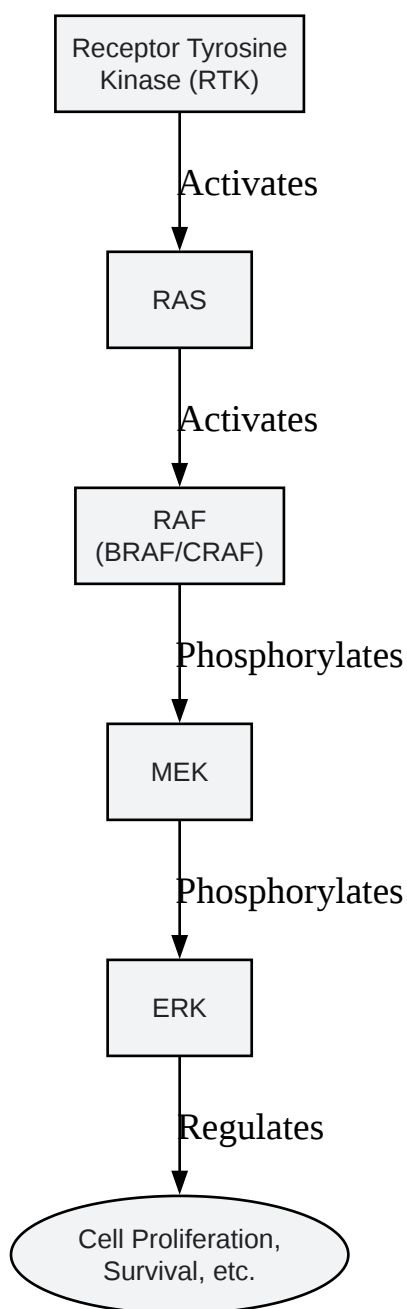 Receptor Tyrosine
Kinase (RTK)
Activates
RAS
Activates
RAF
(BRAF/CRAF)
Phosphorylates
MEK
Phosphorylates
ERK
Regulates
Cell Proliferation,
Survival, etc.